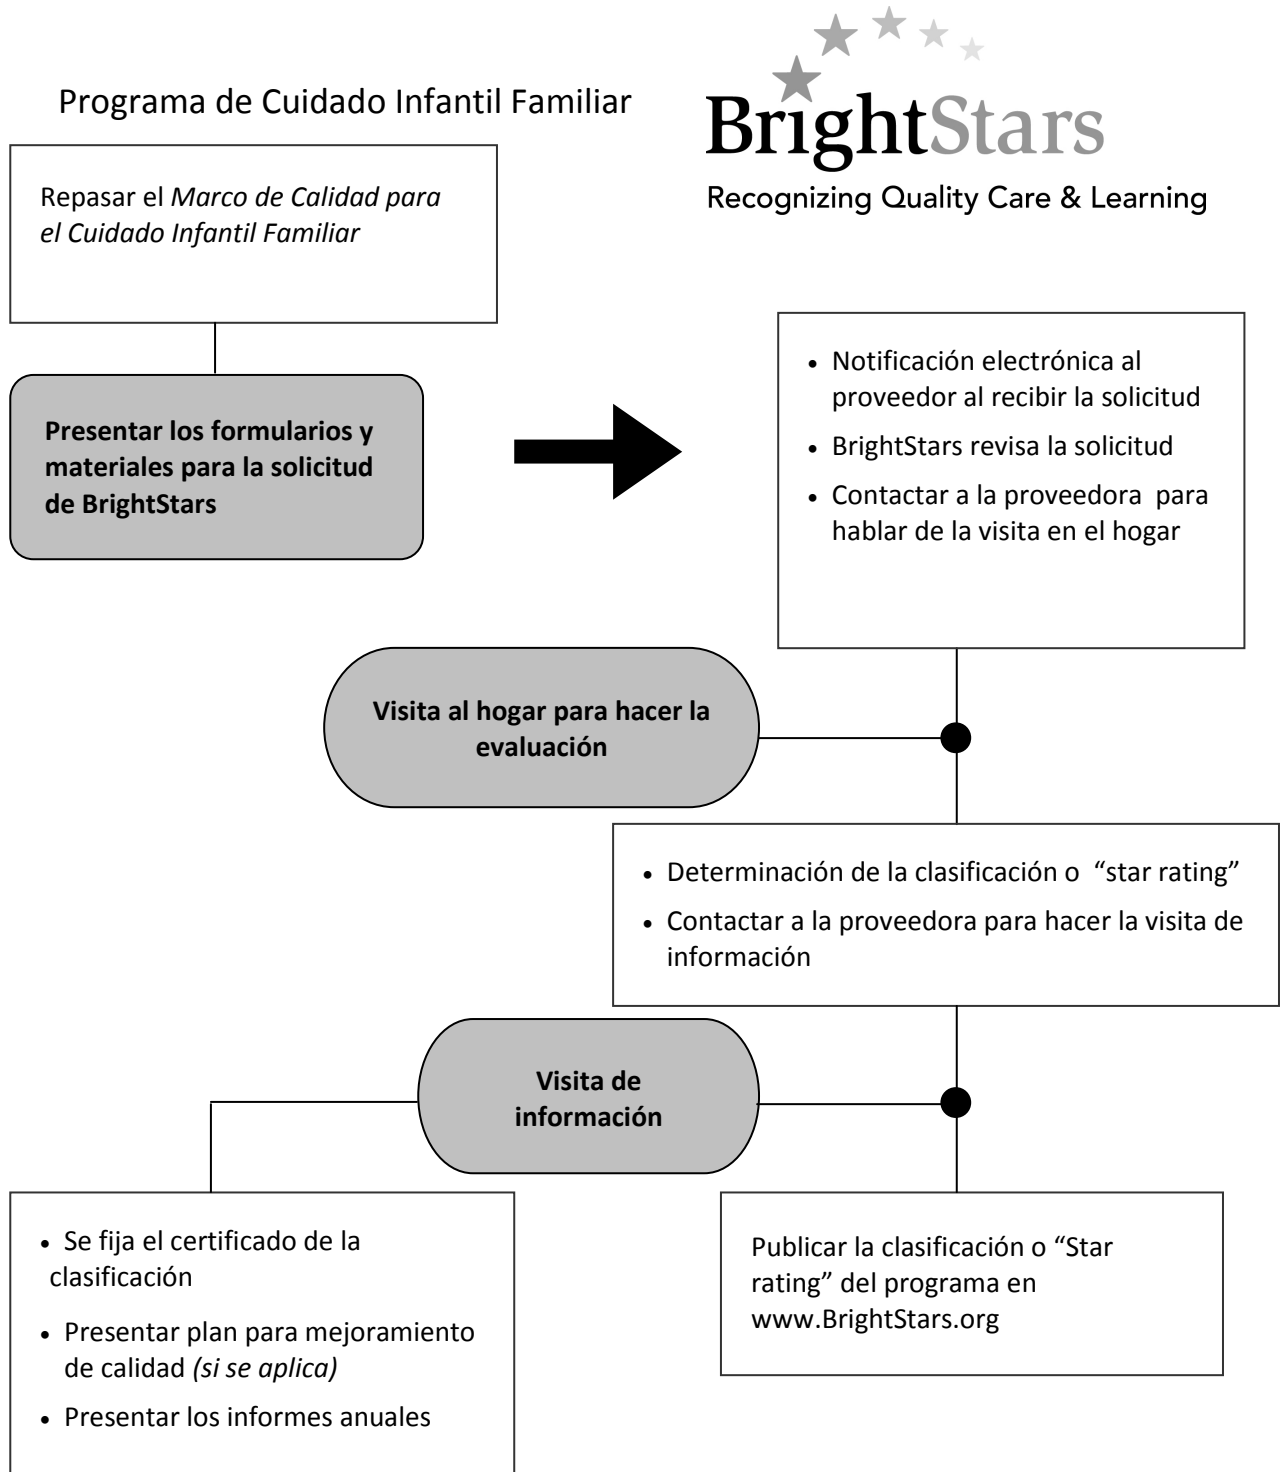 Programa de Cuidado Infantil Familiar
BrightStars
Recognizing Quality Care & Learning
Repasar el Marco de Calidad para
el Cuidado Infantil Familiar
Presentar los formularios y
materiales para la solicitud
de BrightStars
• Notificación electrónica al
proveedor al recibir la solicitud
• BrightStars revisa la solicitud
• Contactar a la proveedora  para
hablar de la visita en el hogar
Visita al hogar para hacer la
evaluación
• Determinación de la clasificación o  “star rating”
• Contactar a la proveedora para hacer la visita de
información
Visita de
información
• Se fija el certificado de la
clasificación
• Presentar plan para mejoramiento
de calidad (si se aplica)
• Presentar los informes anuales
Publicar la clasificación o “Star
rating” del programa en
www.BrightStars.org